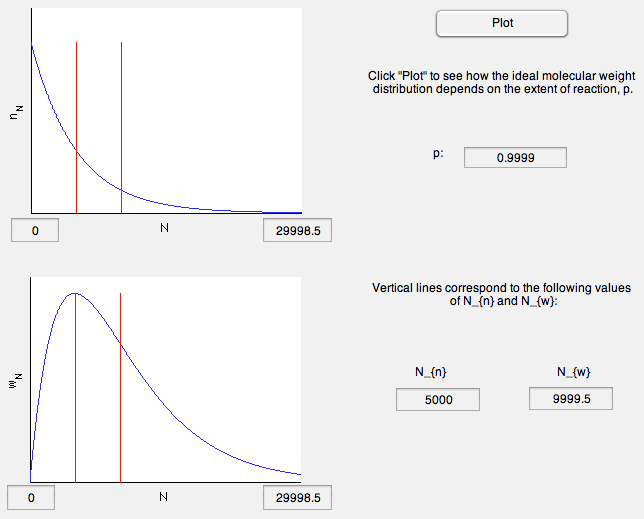 Plot
Click "Plot" to see how the ideal molecular weight
distribution depends on the extent of reaction, p.
n_N
p:
0.9999
0
N
29998.5
Vertical lines correspond to the following values
of N_{n} and N_{w}:
w_N
N_{n}
N_{w}
5000
9999.5
0
N
29998.5